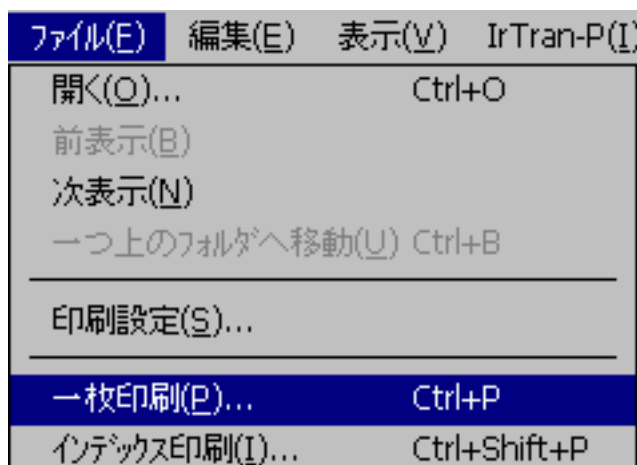 ファイル(F) 編集(E) 表示(V) IrTran-P(I)
開く(O)... Ctrl+O
前表示(B)
次表示(N)
一つ上のフォルダへ移動(U) Ctrl+B
印刷設定(S)...
一枚印刷(P)... Ctrl+P
インデックス印刷(I)... Ctrl+Shift+P